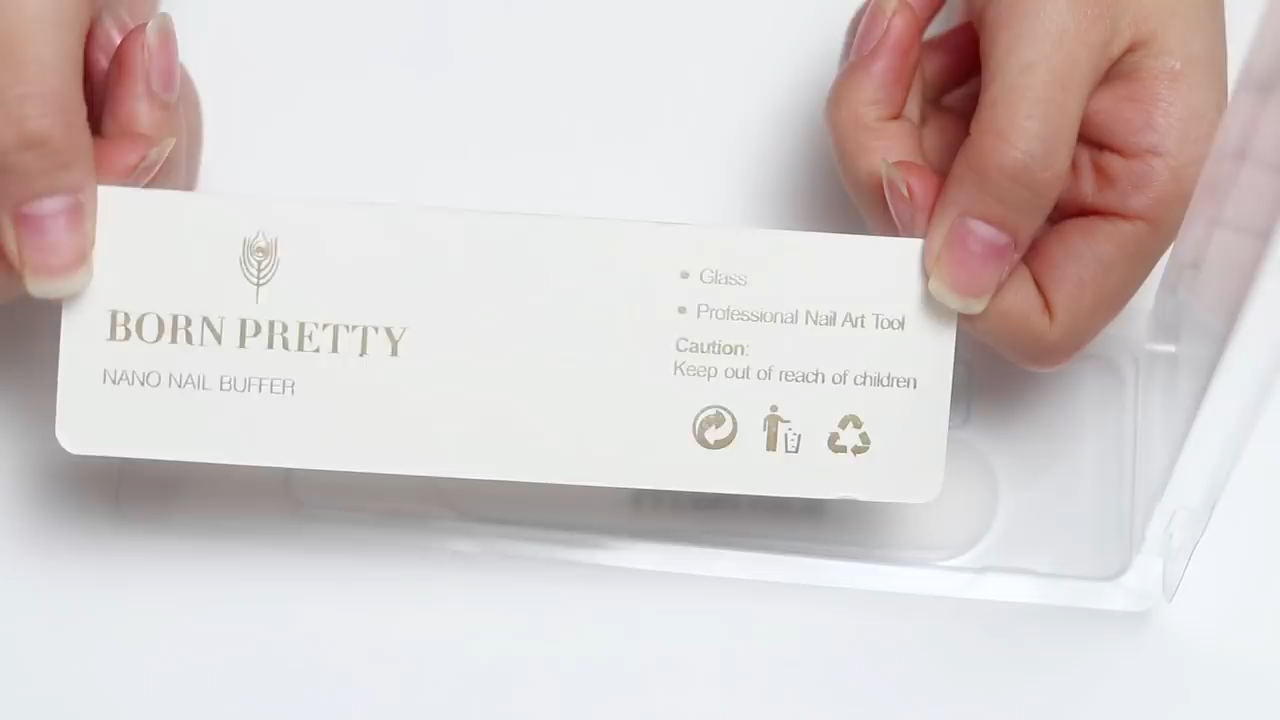 BORN PRETTY
NANO NAIL BUFFER
• Glass
• Professional Nail Art Tool
Caution:
Keep out of reach of children